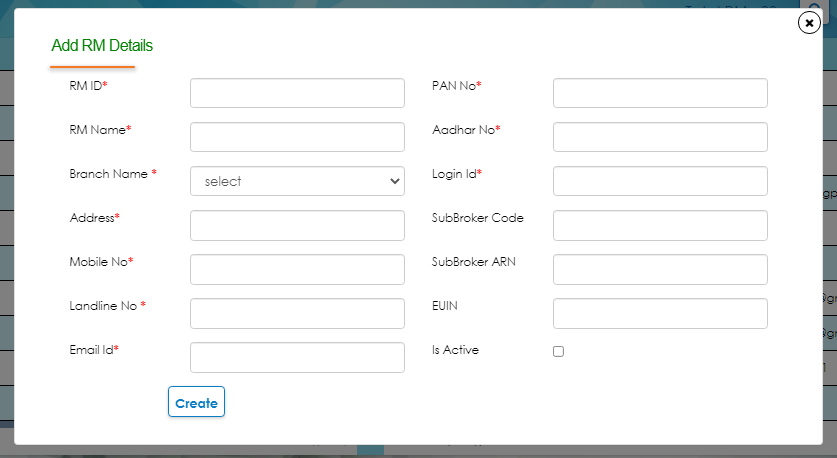 Add RM Details
RM ID*
PAN No*
RM Name*
Aadhar No*
Branch Name *
select
Login Id*
Address*
SubBroker Code
Mobile No*
SubBroker ARN
Landline No *
EUIN
Email Id*
Is Active
Create